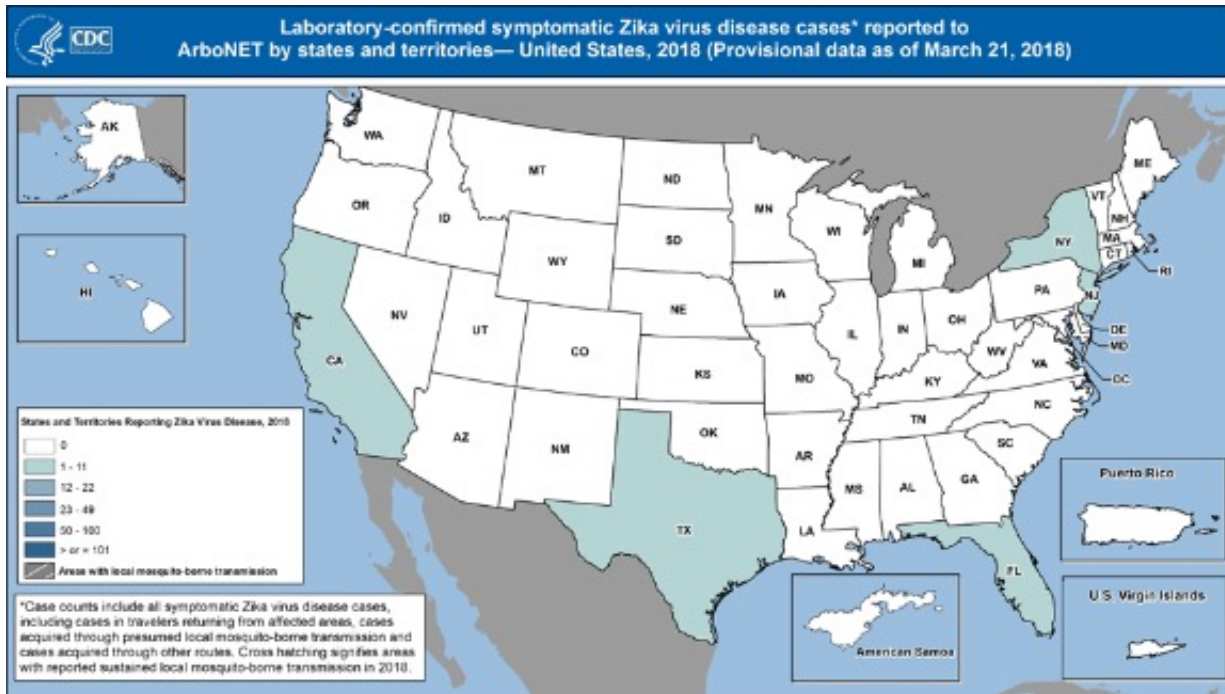 CDC
Laboratory-confirmed symptomatic Zika virus disease cases* reported to
ArboNET by states and territories— United States, 2018 (Provisional data as of March 21, 2018)
AK
HI
WA
OR
CA
ID
NV
MT
WY
UT
AZ
CO
NM
ND
SD
NE
KS
OK
TX
MN
IA
MO
AR
LA
WI
IL
MI
IN
OH
KY
TN
MS
AL
GA
FL
SC
NC
VA
WV
PA
NY
NJ
VT
NH
ME
MA
CT
RI
DE
MD
DC
States and Territories Reporting Zika Virus Disease, 2018
0
1 - 11
12 - 22
23 - 49
50 - 100
> or = 101
Areas with local mosquito-borne transmission
*Case counts include all symptomatic Zika virus disease cases,
including cases in travelers returning from affected areas, cases
acquired through presumed local mosquito-borne transmission and
cases acquired through other routes. Cross hatching signifies areas
with reported sustained local mosquito-borne transmission in 2018.
American Samoa
Puerto Rico
U.S. Virgin Islands